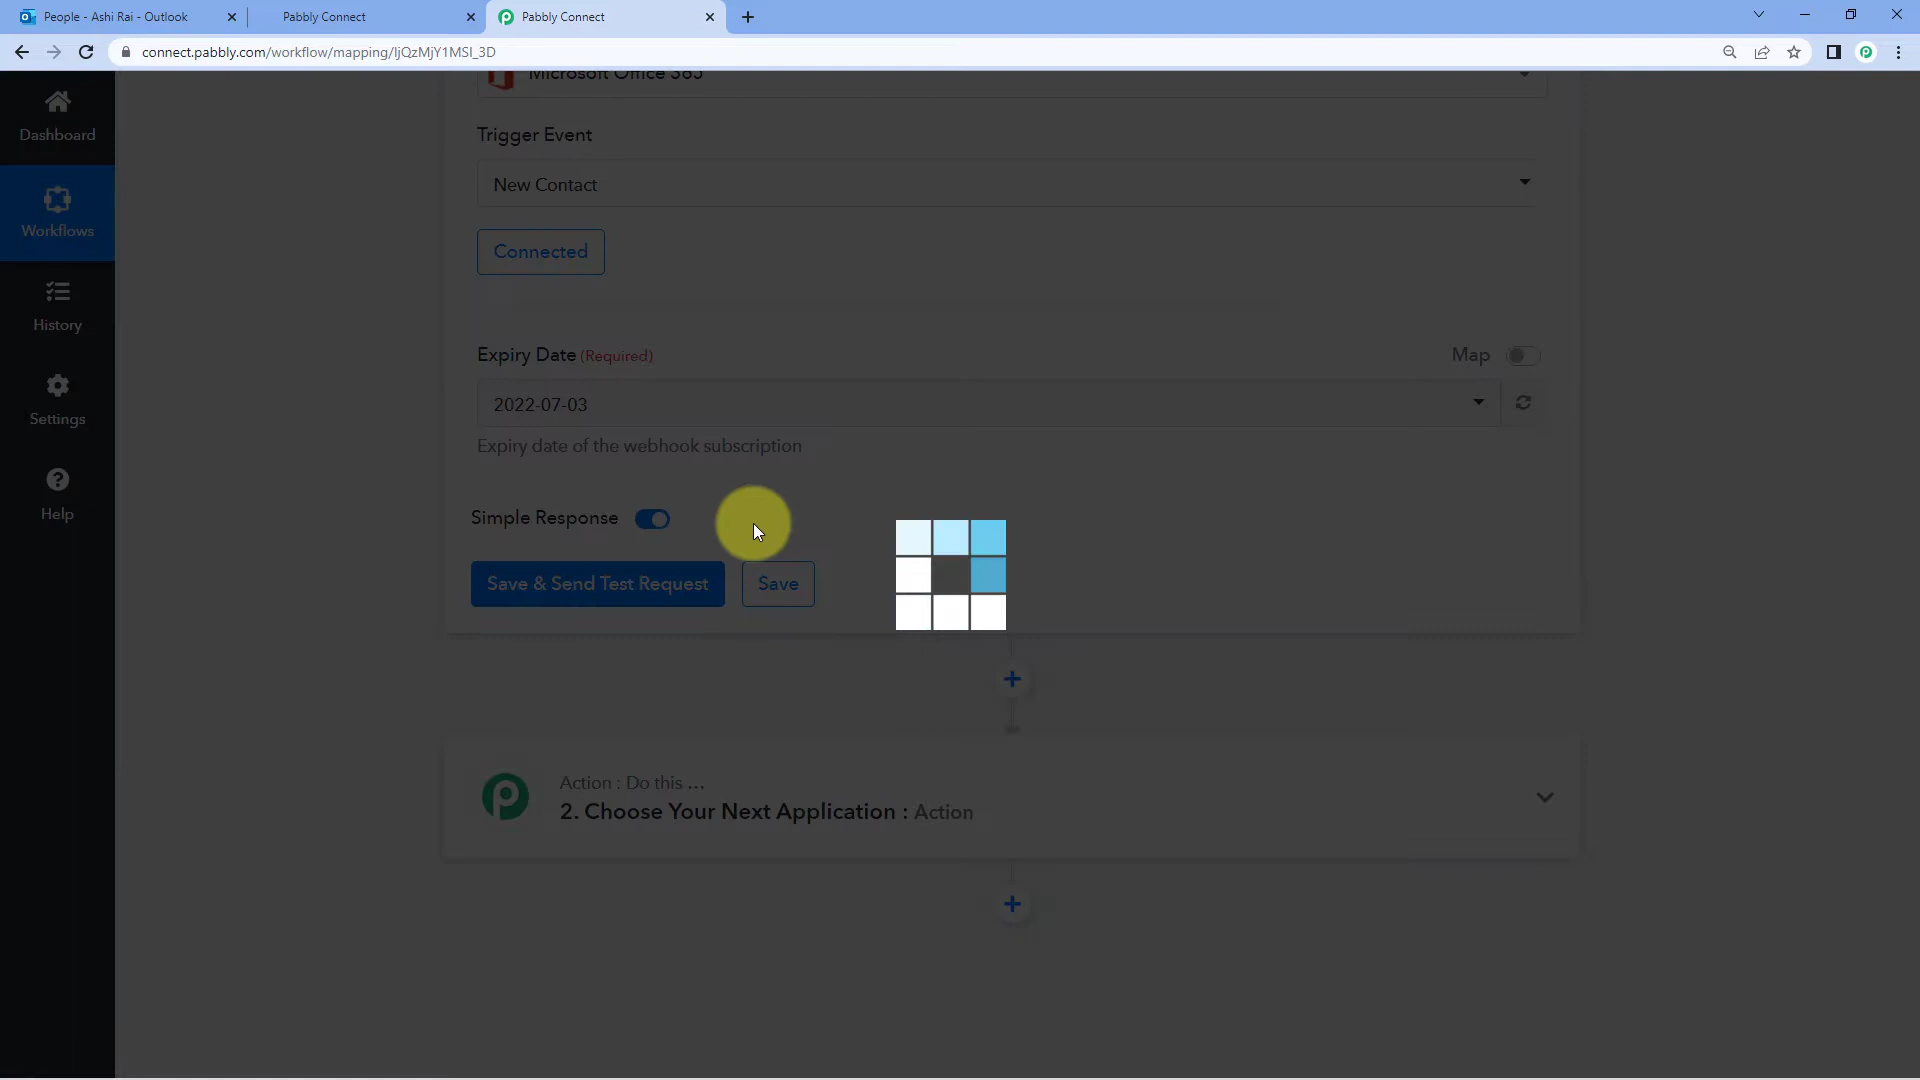 People - Ashi Rai - Outlook
Pabbly Connect
Pabbly Connect
connect.pabbly.com/workflow/mapping/IjQzMjY1MSI_3D
Microsoft Office 365
Dashboard
Trigger Event
New Contact
Workflows
Connected
History
Expiry Date (Required)
Map
2022-07-03
Settings
Expiry date of the webhook subscription
Help
Simple Response
Save & Send Test Request
Save
Action : Do this ...
2. Choose Your Next Application : Action